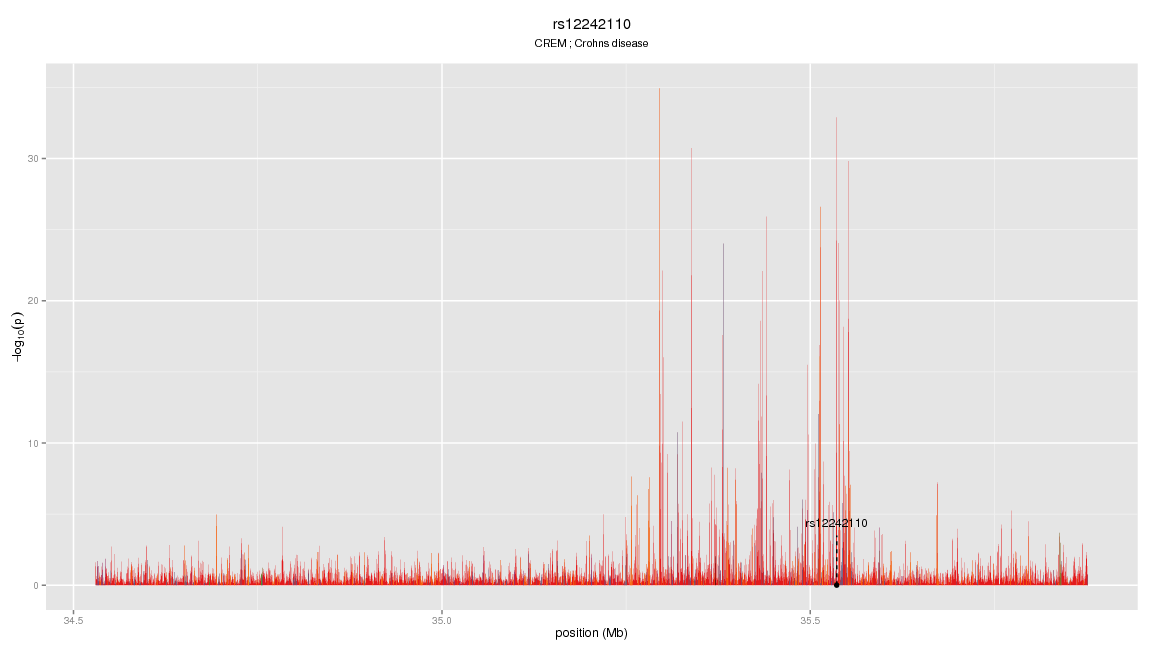 rs12242110
CREM ; Crohns disease
−log10(p)
30
20
10
0
rs12242110
34.5
35.0
35.5
position (Mb)